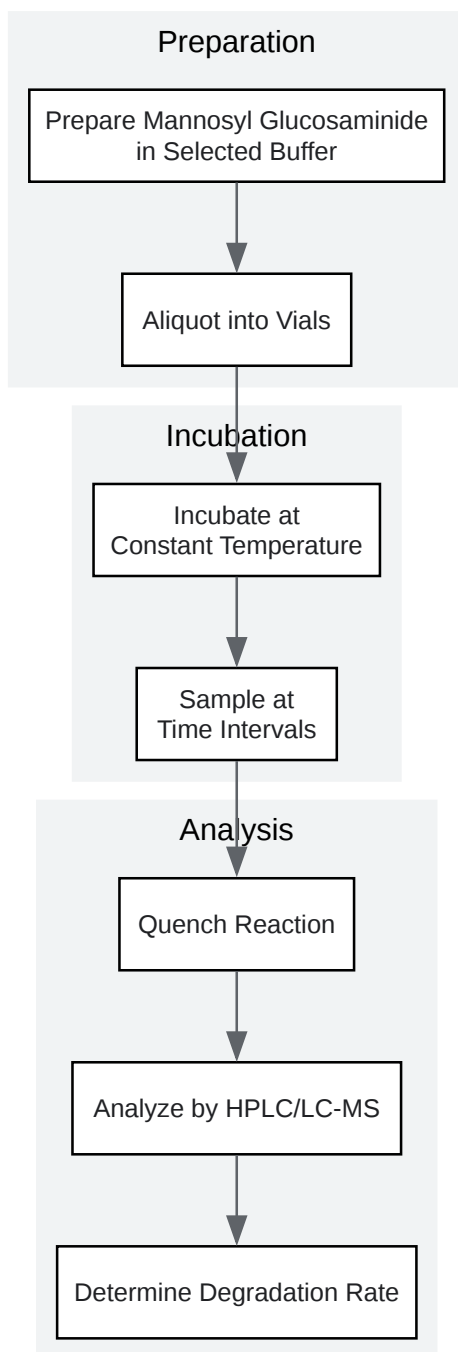 Preparation
Prepare Mannosyl Glucosaminide
in Selected Buffer
Aliquot into Vials
Incubation
Incubate at
Constant Temperature
Sample at
Time Intervals
Analysis
Quench Reaction
Analyze by HPLC/LC-MS
Determine Degradation Rate